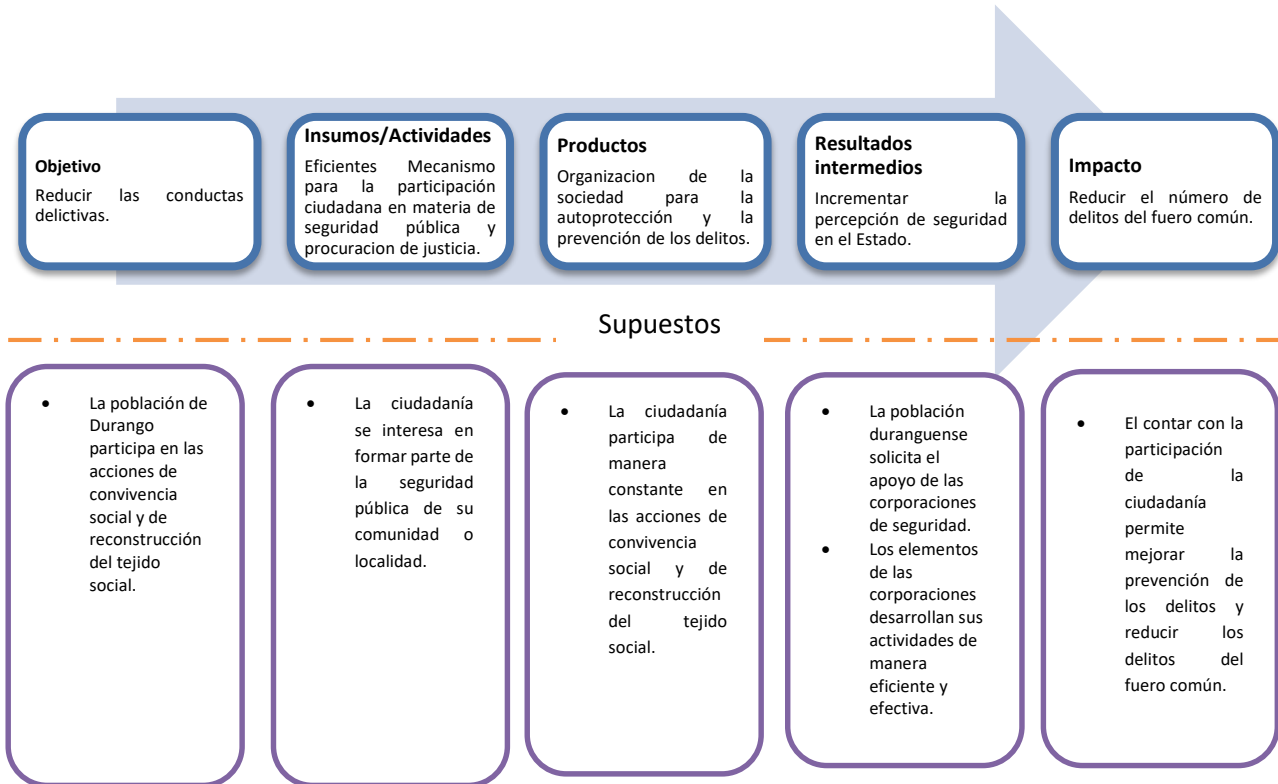 Objetivo
Reducir las conductas
delictivas.
Insumos/Actividades
Eficientes Mecanismo
para la participación
ciudadana en materia de
seguridad pública y
procuracion de justicia.
Productos
Organizacion de la
sociedad para la
autoprotección y la
prevención de los delitos.
Resultados
intermedios
Incrementar la
percepción de seguridad
en el Estado.
Impacto
Reducir el número de
delitos del fuero común.
Supuestos
• La población de
Durango
participa en las
acciones de
convivencia
social y de
reconstrucción
del tejido
social.
• La ciudadanía
se interesa en
formar parte de
la seguridad
pública de su
comunidad o
localidad.
• La ciudadanía
participa de
manera
constante en
las acciones de
convivencia
social y de
reconstrucción
del tejido
social.
• La población
duranguense
solicita el
apoyo de las
corporaciones
de seguridad.
• Los elementos
de las
corporaciones
desarrollan sus
actividades de
manera
eficiente y
efectiva.
• El contar con la
participación
de la
ciudadanía
permite
mejorar la
prevención de
los delitos y
reducir los
delitos del
fuero común.